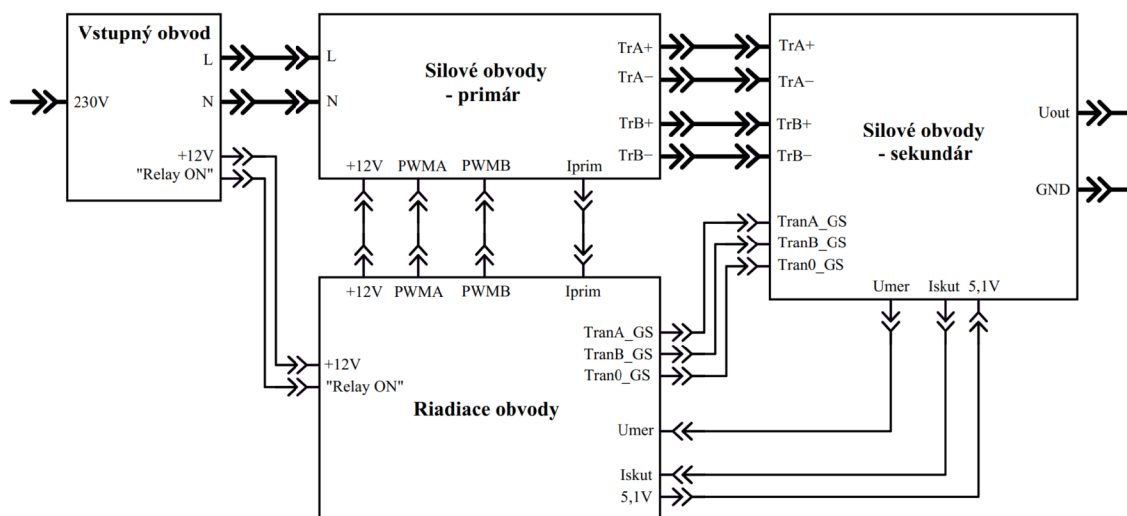 Vstupný obvod
L
N
230V
+12V
"Relay ON"
L
N
Silové obvody
- primár
TrA+
TrA−
TrB+
TrB−
+12V
PWMA
PWMB
Iprim
TrA+
TrA−
TrB+
TrB−
Silové obvody
- sekundár
Uout
GND
TranA_GS
TranB_GS
Tran0_GS
Umer
Iskut
5,1V
+12V
PWMA
PWMB
Iprim
TranA_GS
TranB_GS
Tran0_GS
+12V
"Relay ON"
Riadiace obvody
Umer
Iskut
5,1V